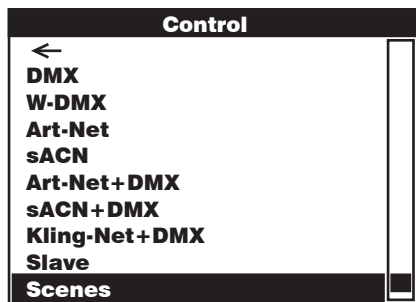 Control
←
DMX
W-DMX
Art-Net
sACN
Art-Net+DMX
sACN+DMX
Kling-Net+DMX
Slave
Scenes